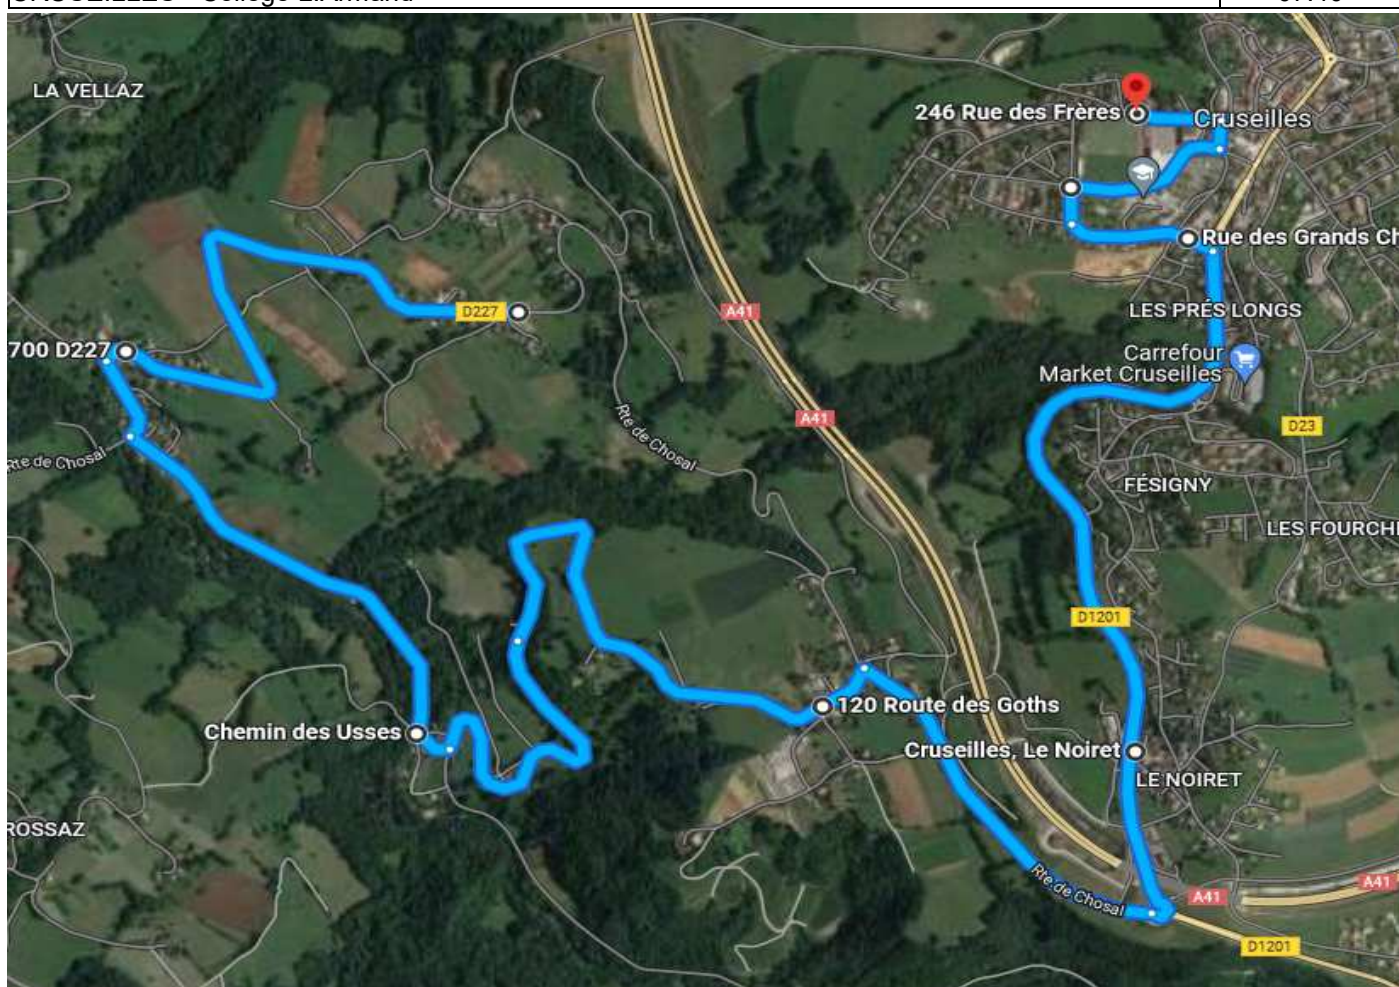 LA VELLAZ
246 Rue des Frères
Cruseilles
Rue des Grands Ch
D227
A41
LES PRÉS LONGS
700 D227
Carrefour
Market Cruseilles
A41
Rte de Chosal
D23
Rte de Chosal
FÉSIGNY
LES FOURCH
D1201
120 Route des Goths
Chemin des Usses
Cruseilles, Le Noiret
LE NOIRET
ROSSAZ
Rte de Chosal
A41
A41
D1201